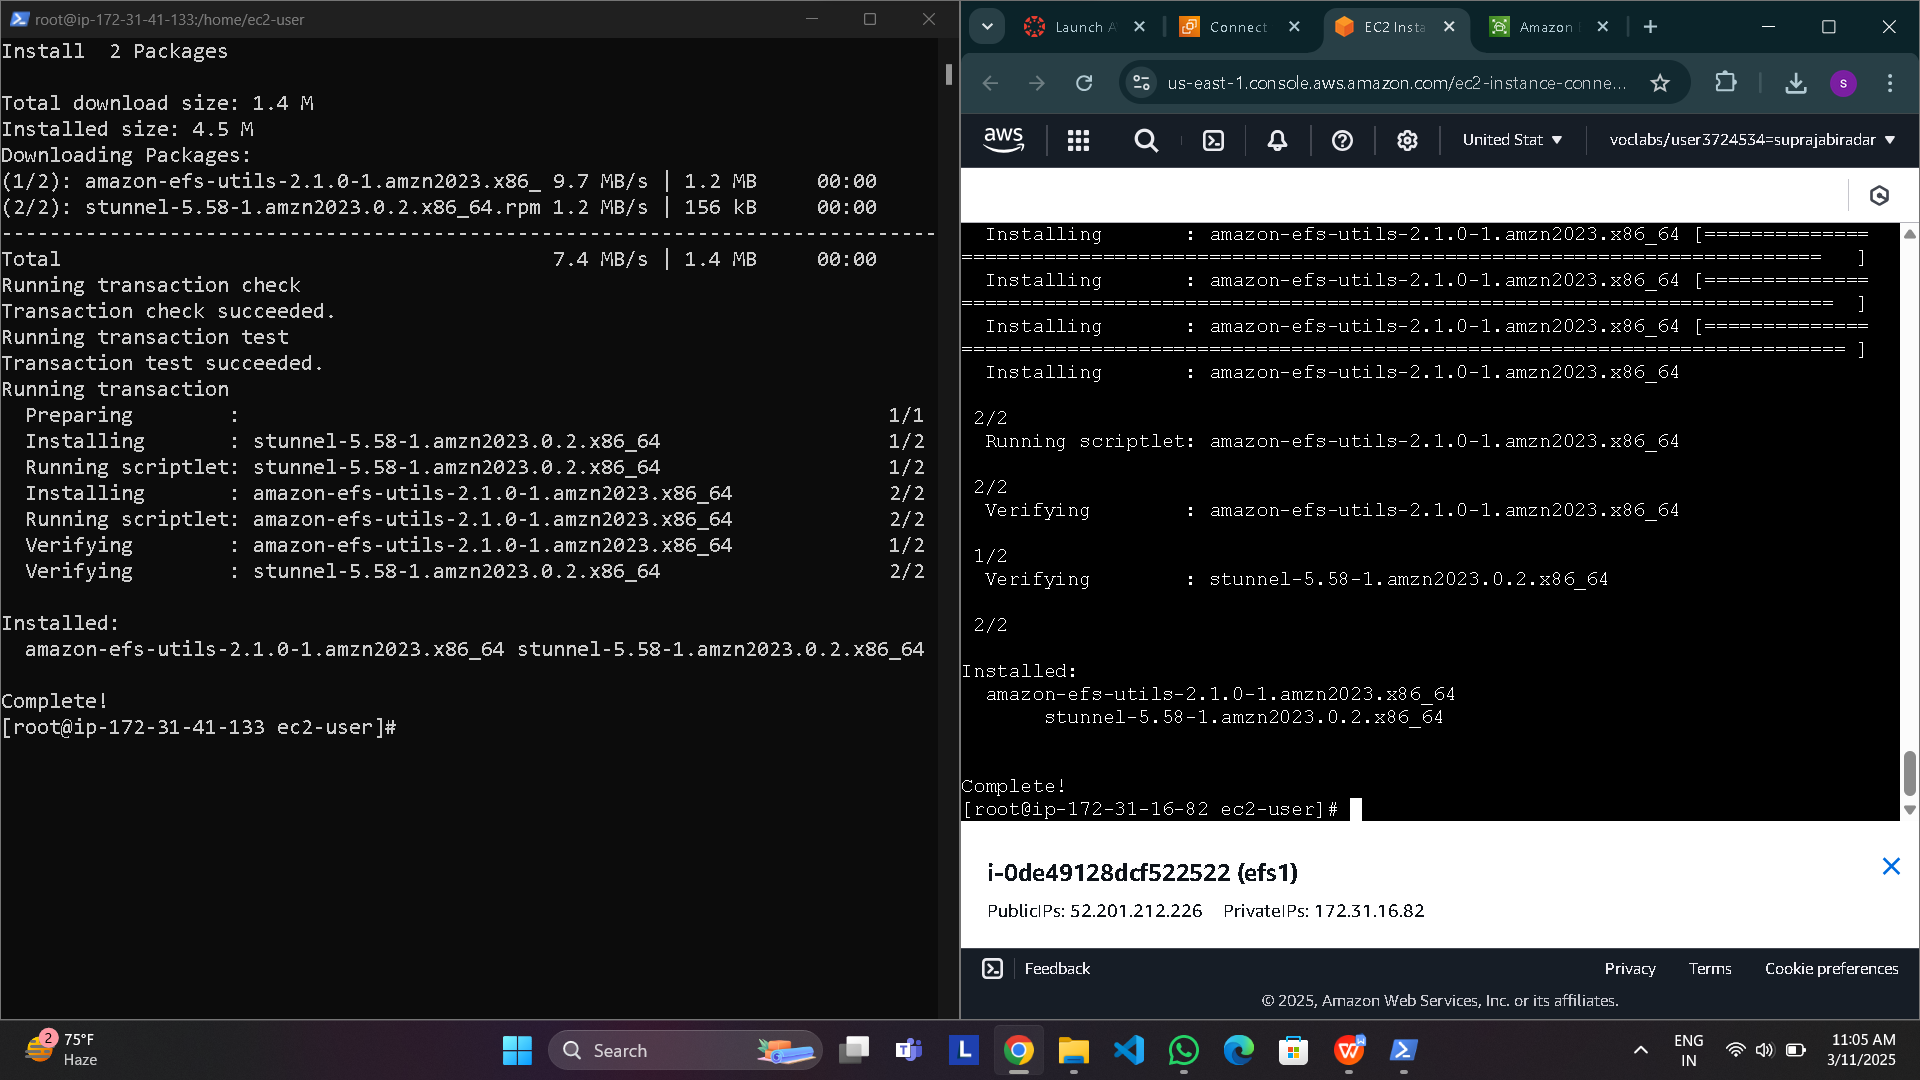 root@ip-172-31-41-133:/home/ec2-user
Install  2 Packages
Total download size: 1.4 M
Installed size: 4.5 M
Downloading Packages:
(1/2): amazon-efs-utils-2.1.0-1.amzn2023.x86_ 9.7 MB/s | 1.2 MB     00:00
(2/2): stunnel-5.58-1.amzn2023.0.2.x86_64.rpm 1.2 MB/s | 156 kB     00:00
--------------------------------------------------------------------------------
Total                                         7.4 MB/s | 1.4 MB     00:00
Running transaction check
Transaction check succeeded.
Running transaction test
Transaction test succeeded.
Running transaction
  Preparing        :                                                      1/1
  Installing       : stunnel-5.58-1.amzn2023.0.2.x86_64                   1/2
  Running scriptlet: stunnel-5.58-1.amzn2023.0.2.x86_64                   1/2
  Installing       : amazon-efs-utils-2.1.0-1.amzn2023.x86_64             2/2
  Running scriptlet: amazon-efs-utils-2.1.0-1.amzn2023.x86_64             2/2
  Verifying        : amazon-efs-utils-2.1.0-1.amzn2023.x86_64             1/2
  Verifying        : stunnel-5.58-1.amzn2023.0.2.x86_64                   2/2
Installed:
  amazon-efs-utils-2.1.0-1.amzn2023.x86_64 stunnel-5.58-1.amzn2023.0.2.x86_64
Complete!
[root@ip-172-31-41-133 ec2-user]#
Launch A Connect EC2 Insta Amazon
us-east-1.console.aws.amazon.com/ec2-instance-conne... s
aws United Stat voclabs/user3724534=suprajabiradar
  Installing       : amazon-efs-utils-2.1.0-1.amzn2023.x86_64 [==============
=========================================================================   ]
  Installing       : amazon-efs-utils-2.1.0-1.amzn2023.x86_64 [==============
==========================================================================  ]
  Installing       : amazon-efs-utils-2.1.0-1.amzn2023.x86_64 [==============
=========================================================================== ]
  Installing       : amazon-efs-utils-2.1.0-1.amzn2023.x86_64
 2/2
  Running scriptlet: amazon-efs-utils-2.1.0-1.amzn2023.x86_64
 2/2
  Verifying        : amazon-efs-utils-2.1.0-1.amzn2023.x86_64
 1/2
  Verifying        : stunnel-5.58-1.amzn2023.0.2.x86_64
 2/2
Installed:
  amazon-efs-utils-2.1.0-1.amzn2023.x86_64
       stunnel-5.58-1.amzn2023.0.2.x86_64
Complete!
[root@ip-172-31-16-82 ec2-user]#
i-0de49128dcf522522 (efs1)
PublicIPs: 52.201.212.226 PrivateIPs: 172.31.16.82
Feedback Privacy Terms Cookie preferences
© 2025, Amazon Web Services, Inc. or its affiliates.
2 75°F
Haze
Search
ENG
IN
11:05 AM
3/11/2025